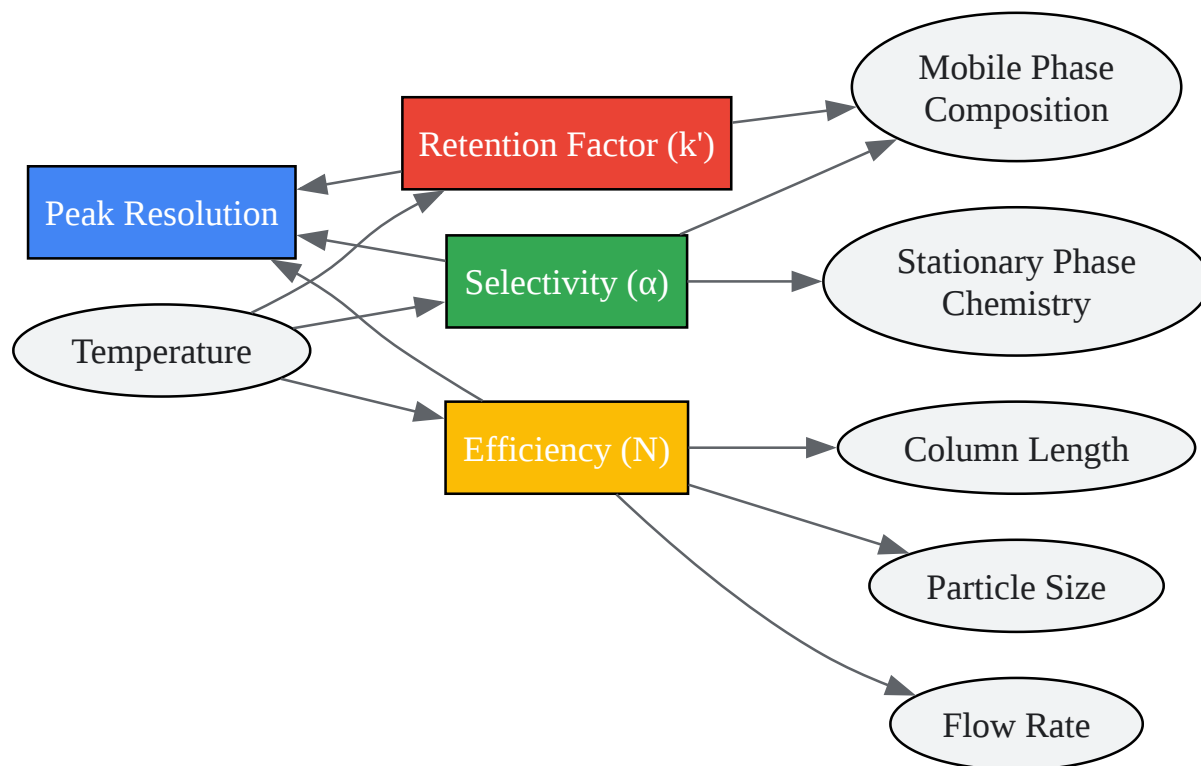 Mobile Phase
Composition
Retention Factor (k')
Peak Resolution
Selectivity (α)
Stationary Phase
Chemistry
Temperature
Efficiency (N)
Column Length
Particle Size
Flow Rate